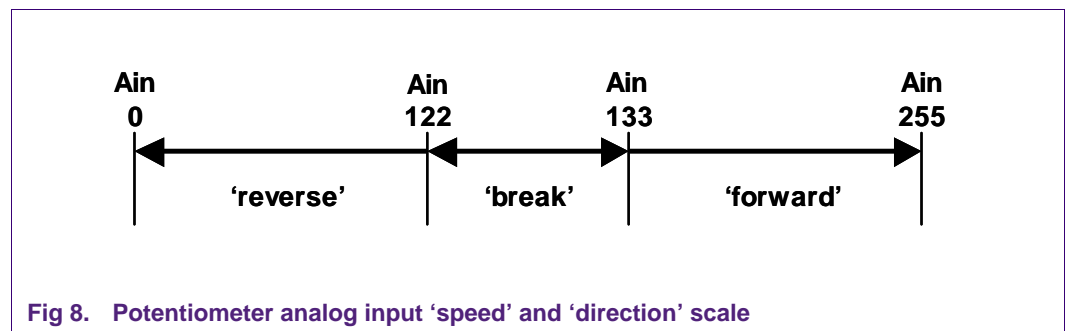 Ain Ain Ain Ain
0 122 133 255
‘reverse’ ‘break’ ‘forward’
Fig 8. Potentiometer analog input ‘speed’ and ‘direction’ scale